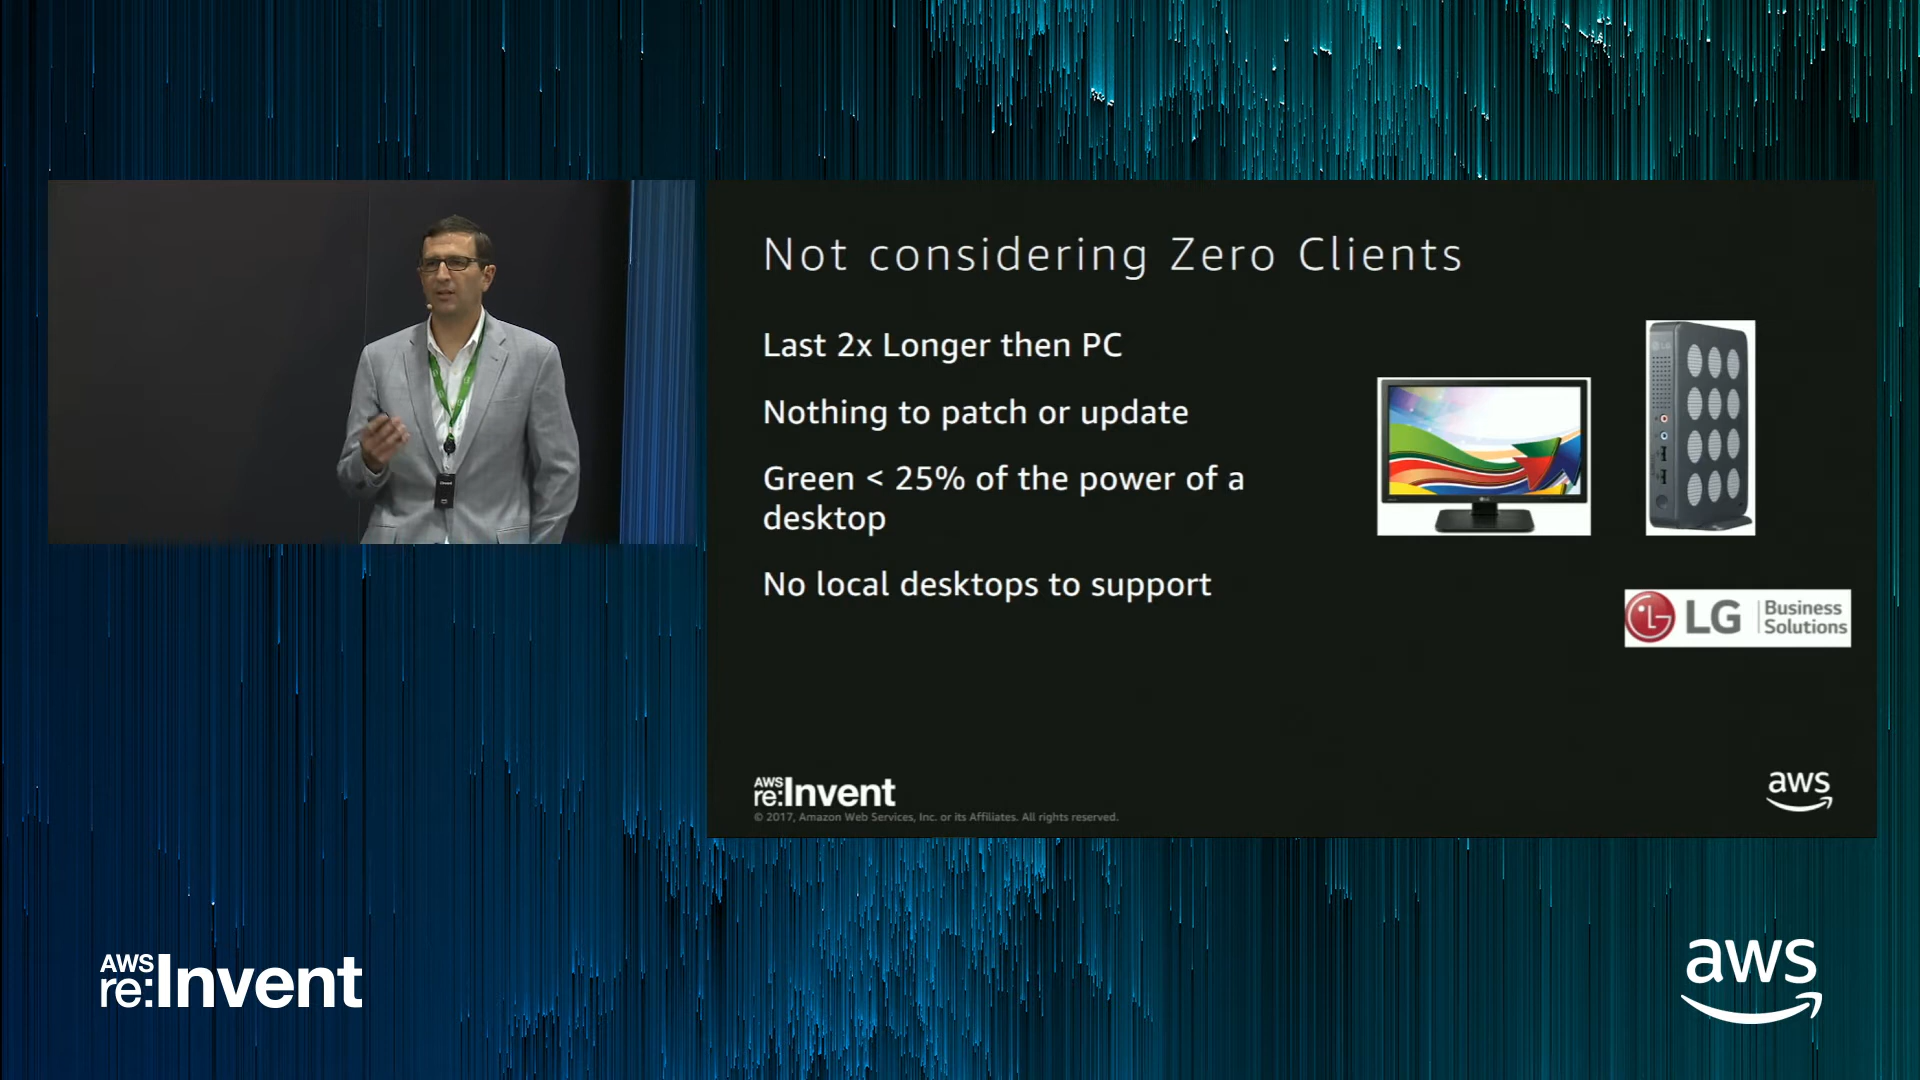 Not considering Zero Clients
Last 2x Longer then PC
Nothing to patch or update
Green < 25% of the power of a
desktop
No local desktops to support
LG
LG Business
Solutions
AWS
re:Invent
© 2017, Amazon Web Services, Inc. or its Affiliates. All rights reserved.
aws
AWS
re:Invent
aws